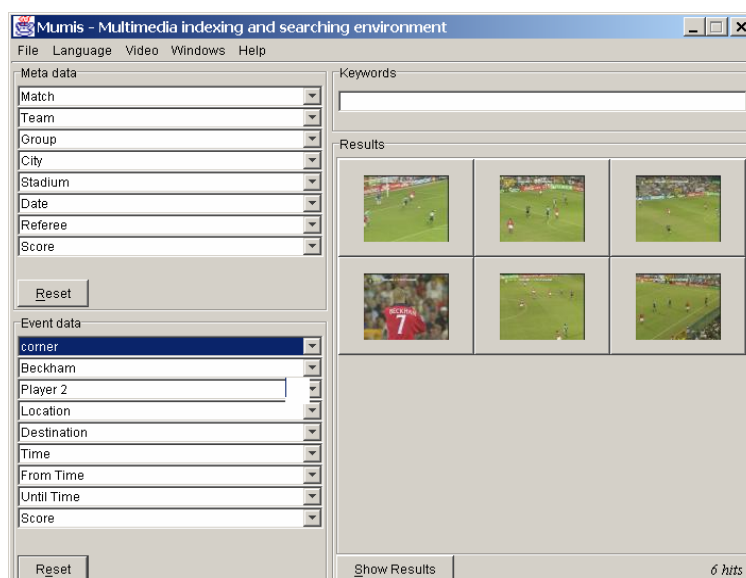 Mumis - Multimedia indexing and searching environment
File Language Video Windows Help
Meta data
Match
Team
Group
City
Stadium
Date
Referee
Score
Reset
Event data
corner
Beckham
Player 2
Location
Destination
Time
From Time
Until Time
Score
Reset
Keywords
Results
BECKHAM
7
Show Results
6 hits